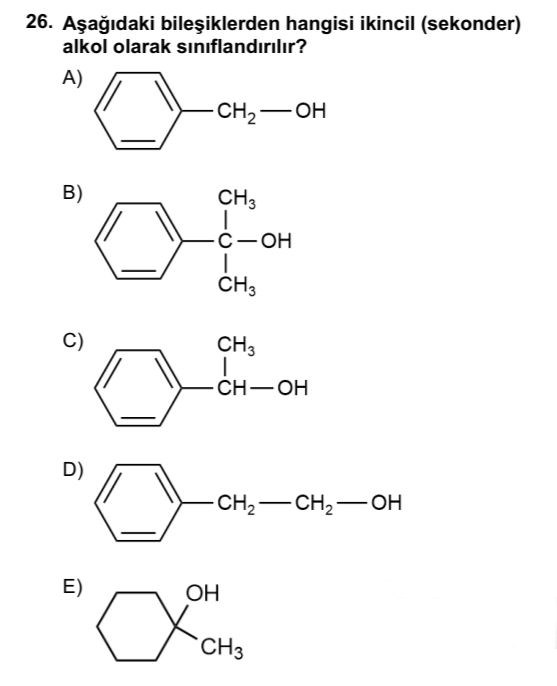 26. Aşağıdaki bileşiklerden hangisi ikincil (sekonder)
alkol olarak sınıflandırılır?
A)
CH₂—OH
B)
CH₃
C—OH
CH₃
C)
CH₃
CH—OH
D)
CH₂—CH₂—OH
E)
OH
CH₃